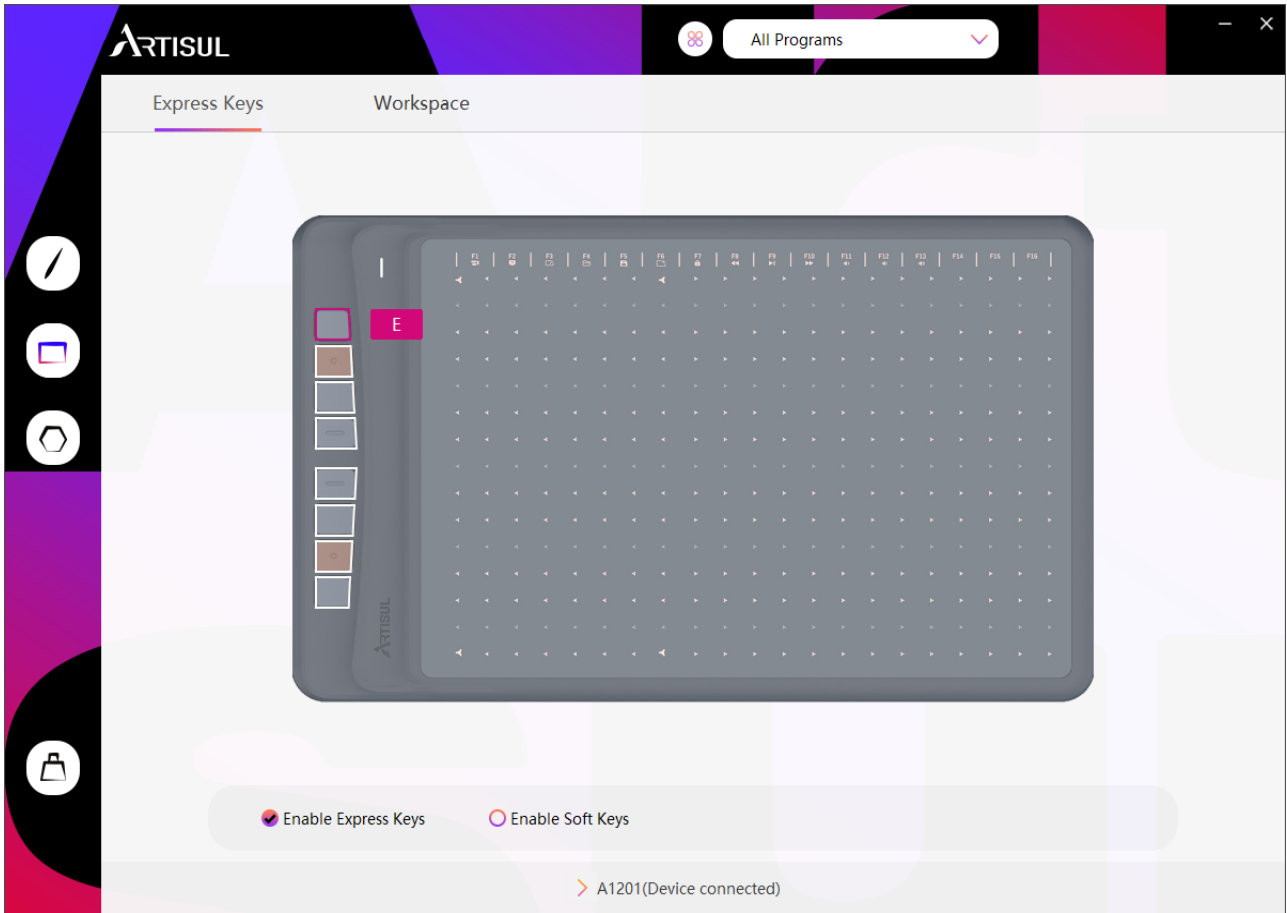 ARTISUL
All Programs
Express Keys Workspace
F1 F2 F3 F4 F5 F6 F7 F8 F9 F10 F11 F12 F13 F14 F15 F16
E
ARTISUL
Enable Express Keys Enable Soft Keys
A1201(Device connected)